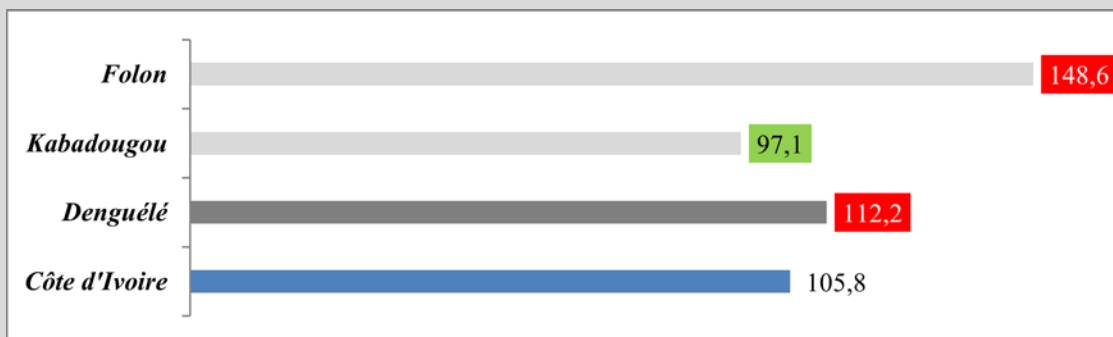 Folon 148,6
Kabadougou 97,1
Denguélé 112,2
Côte d'Ivoire 105,8